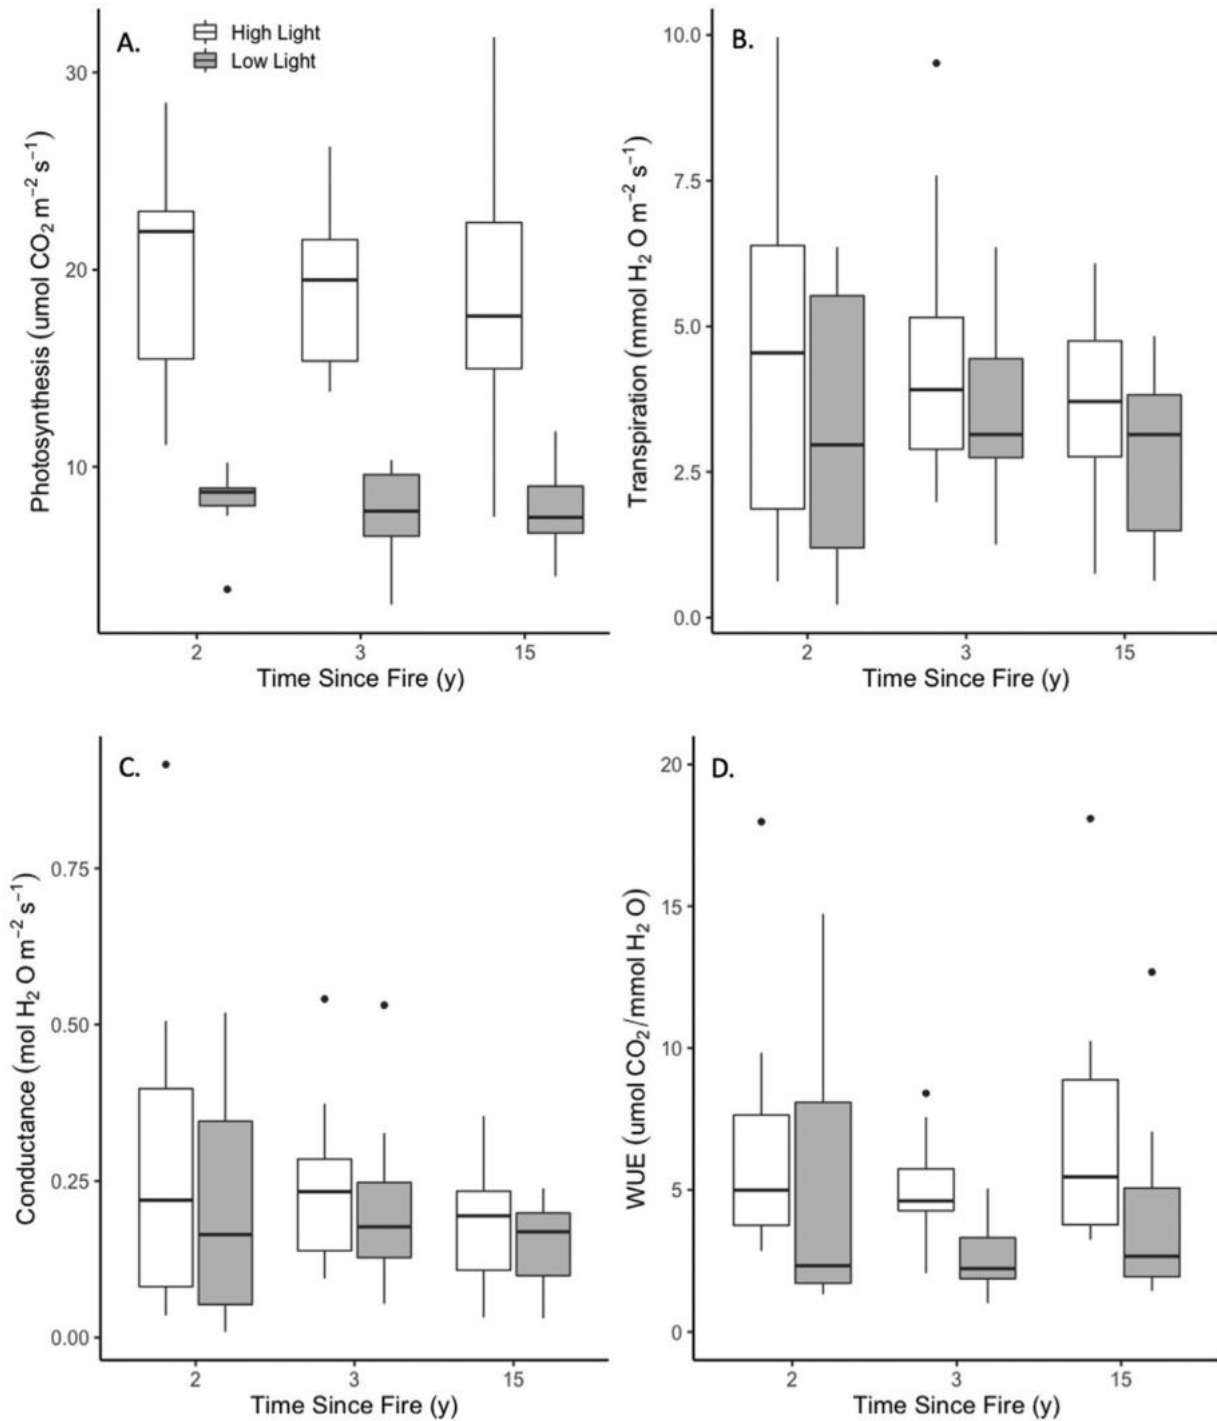 A.
High Light
Low Light
Photosynthesis (umol CO₂ m⁻² s⁻¹)
30
20
10
2 3 15
Time Since Fire (y)
B.
Transpiration (mmol H₂ O m⁻² s⁻¹)
10.0
7.5
5.0
2.5
0.0
2 3 15
Time Since Fire (y)
C.
Conductance (mol H₂ O m⁻² s⁻¹)
0.75
0.50
0.25
0.00
2 3 15
Time Since Fire (y)
D.
WUE (umol CO₂/mmol H₂ O)
20
15
10
5
0
2 3 15
Time Since Fire (y)